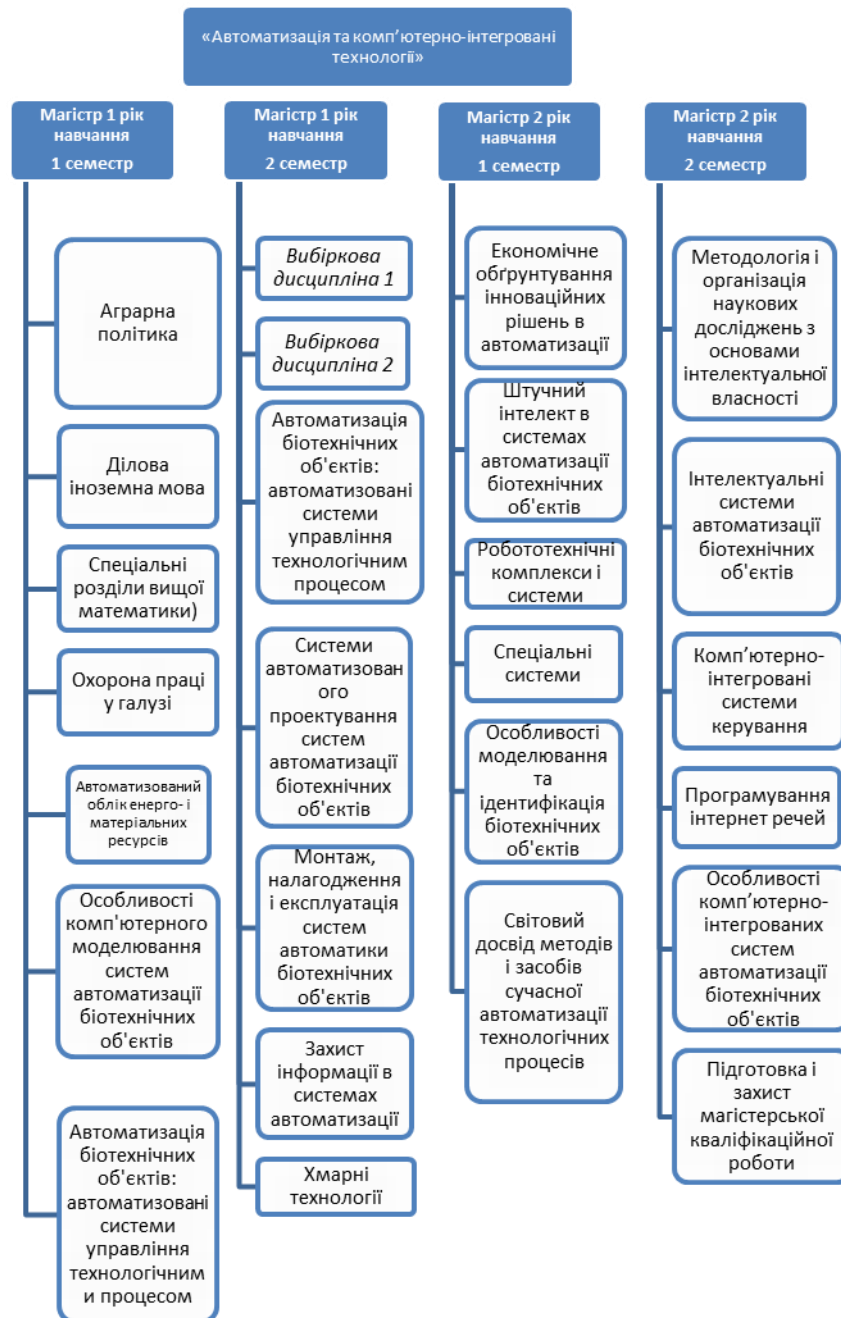 «Автоматизація та комп’ютерно-інтегровані
технології»
Магістр 1 рік
навчання
1 семестр
Аграрна
політика
Ділова
іноземна мова
Спеціальні
розділи вищої
математики)
Охорона праці
у галузі
Автоматизований
облік енерго- і
матеріальних
ресурсів
Особливості
комп'ютерного
моделювання
систем
автоматизації
біотехнічних
об’єктів
Автоматизація
біотехнічних
об'єктів:
автоматизовані
системи
управління
технологічним
и процесом
Магістр 1 рік
навчання
2 семестр
Вибіркова
дисципліна 1
Вибіркова
дисципліна 2
Автоматизація
біотехнічних
об'єктів:
автоматизовані
системи
управління
технологічним
процесом
Системи
автоматизован
ого
проектування
систем
автоматизації
біотехнічних
об’єктів
Монтаж,
налагодження
і експлуатація
систем
автоматики
біотехнічних
об’єктів
Захист
інформації в
системах
автоматизації
Хмарні
технології
Магістр 2 рік
навчання
1 семестр
Економічне
обґрунтування
інноваційних
рішень в
автоматизації
Штучний
інтелект в
системах
автоматизації
біотехнічних
об’єктів
Робототехнічні
комплекси і
системи
Спеціальні
системи
Особливості
моделювання
та
ідентифікація
біотехнічних
об’єктів
Світовий
досвід методів
і засобів
сучасної
автоматизації
технологічних
процесів
Магістр 2 рік
навчання
2 семестр
Методологія і
організація
наукових
досліджень з
основами
інтелектуальної
власності
Інтелектуальні
системи
автоматизації
біотехнічних
об’єктів
Комп’ютерно-
інтегровані
системи
керування
Програмування
інтернет речей
Особливості
комп’ютерно-
інтегрованих
систем
автоматизації
біотехнічних
об’єктів
Підготовка і
захист
магістерської
кваліфікаційної
роботи